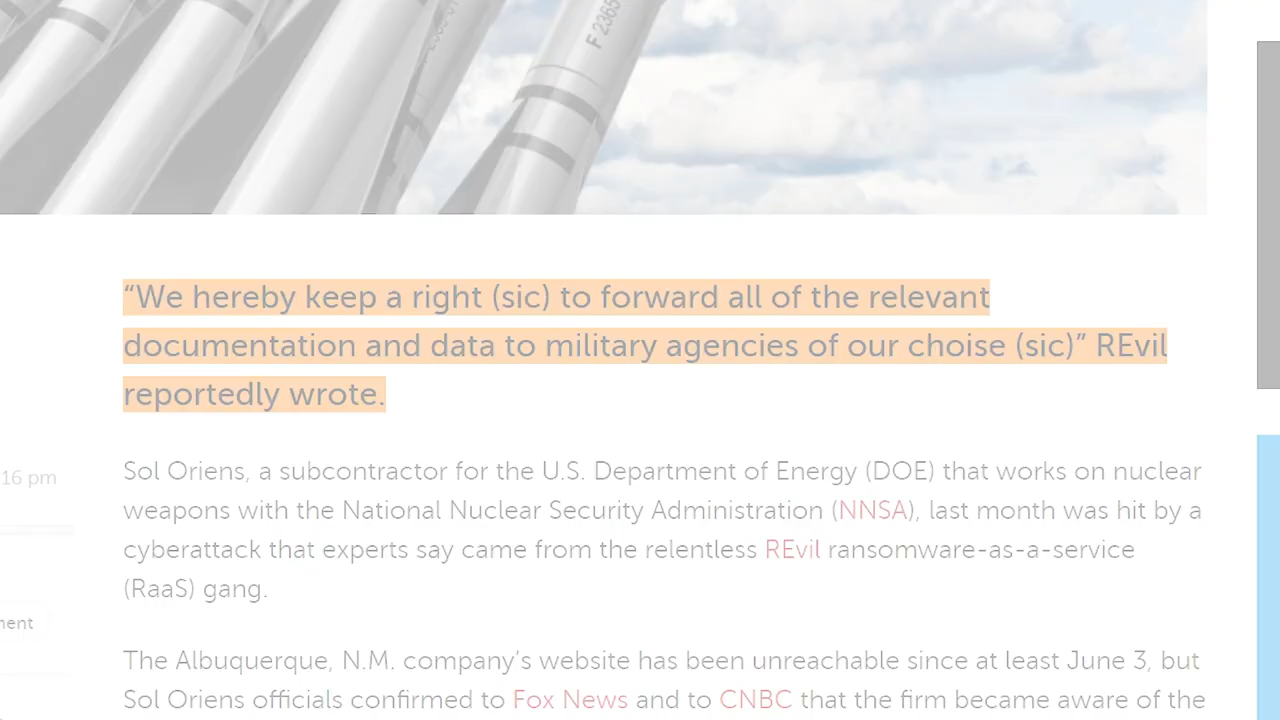 F 2365
“We hereby keep a right (sic) to forward all of the relevant
documentation and data to military agencies of our choise (sic)” REvil
reportedly wrote.
16 pm
Sol Oriens, a subcontractor for the U.S. Department of Energy (DOE) that works on nuclear
weapons with the National Nuclear Security Administration (NNSA), last month was hit by a
cyberattack that experts say came from the relentless REvil ransomware-as-a-service
(RaaS) gang.
ment
The Albuquerque, N.M. company’s website has been unreachable since at least June 3, but
Sol Oriens officials confirmed to Fox News and to CNBC that the firm became aware of the